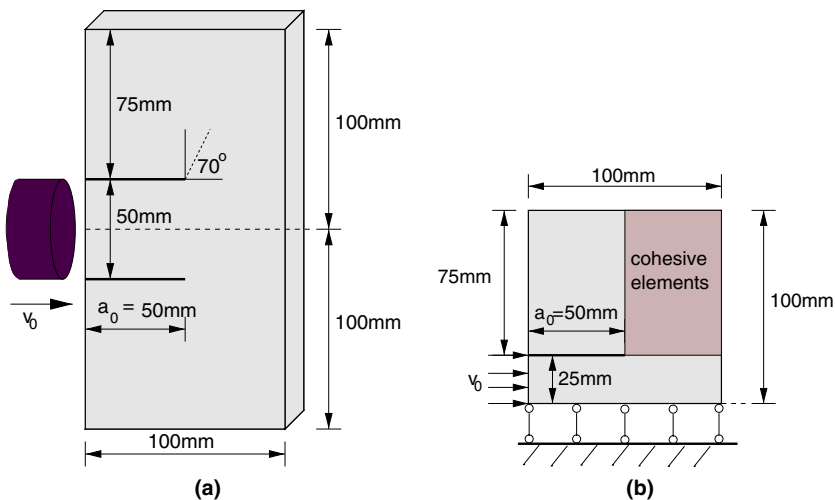 75mm
100mm
70°
50mm
a₀ = 50mm
v₀
100mm
100mm
(a)
100mm
75mm
cohesive
elements
a₀=50mm
100mm
v₀
25mm
(b)